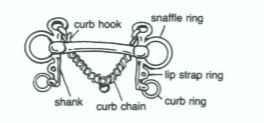 snaffle ring
curb hook
lip strap ring
shank
curb chain
curb ring